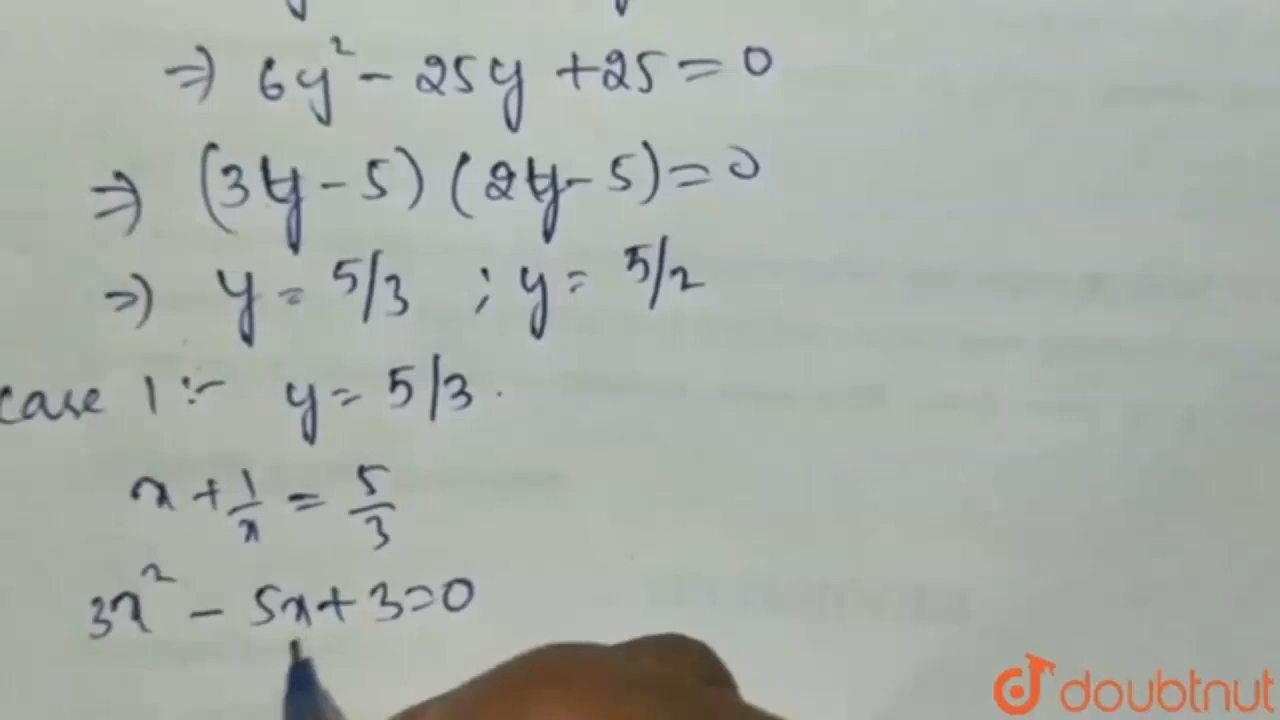 ⇒ 6y² - 25y + 25 = 0
⇒ (3y - 5) (2y - 5) = 0
⇒ y = 5/3 ; y = 5/2
case 1 :- y = 5/3.
x + 1/x = 5/3
3x² - 5x + 3 = 0
doubtnut